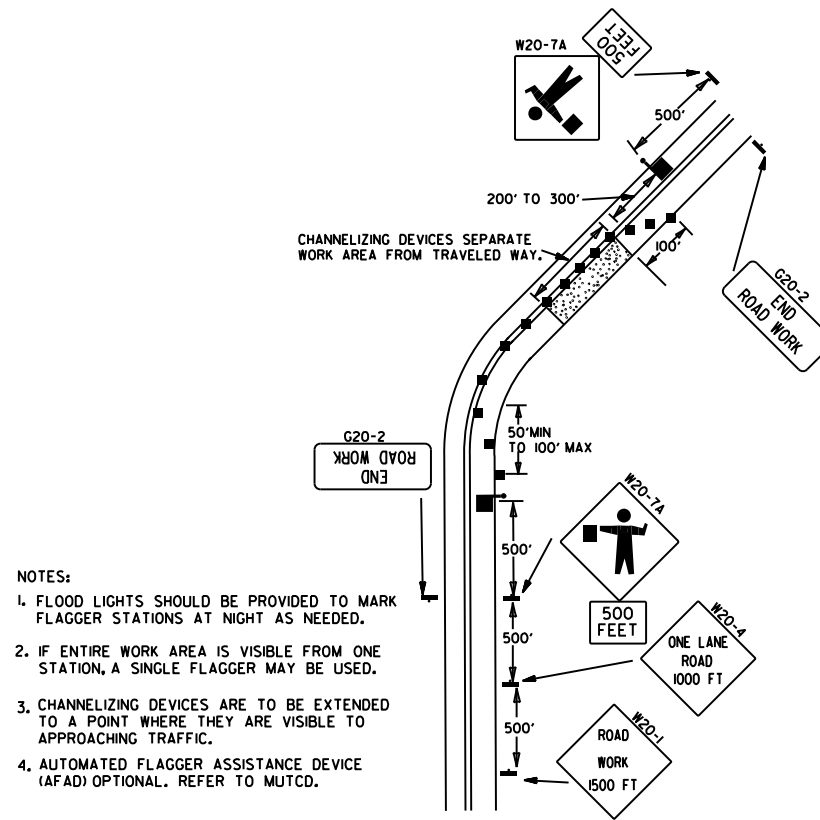 W20-7A
500
FEET
500'
200' TO 300'
CHANNELIZING DEVICES SEPARATE
WORK AREA FROM TRAVELED WAY.
100'
G20-2
END
ROAD WORK
G20-2
END
ROAD WORK
50'MIN
TO 100' MAX
W20-7A
500'
500
FEET
500'
W20-4
ONE LANE
ROAD
1000 FT
500'
W20-1
ROAD
WORK
1500 FT
NOTES:
1. FLOOD LIGHTS SHOULD BE PROVIDED TO MARK
FLAGGER STATIONS AT NIGHT AS NEEDED.
2. IF ENTIRE WORK AREA IS VISIBLE FROM ONE
STATION, A SINGLE FLAGGER MAY BE USED.
3. CHANNELIZING DEVICES ARE TO BE EXTENDED
TO A POINT WHERE THEY ARE VISIBLE TO
APPROACHING TRAFFIC.
4. AUTOMATED FLAGGER ASSISTANCE DEVICE
(AFAD) OPTIONAL. REFER TO MUTCD.